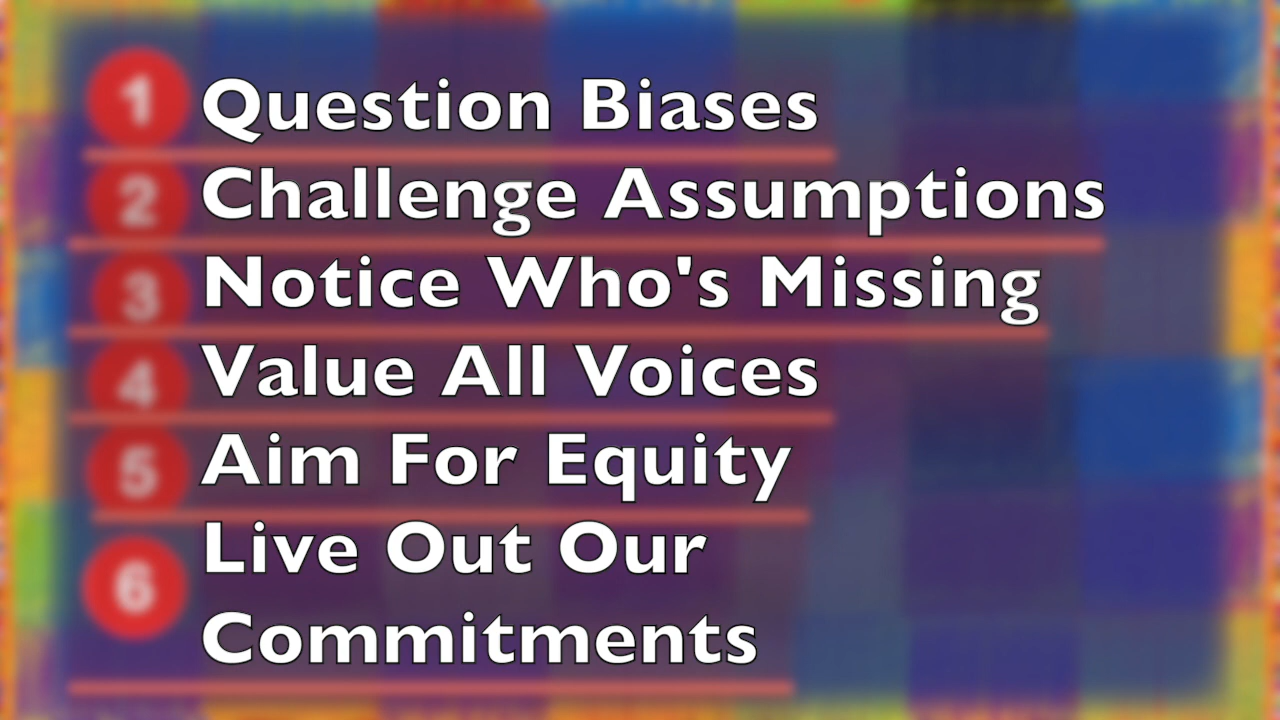 1 Question Biases
2 Challenge Assumptions
3 Notice Who's Missing
4 Value All Voices
5 Aim For Equity
6 Live Out Our
Commitments